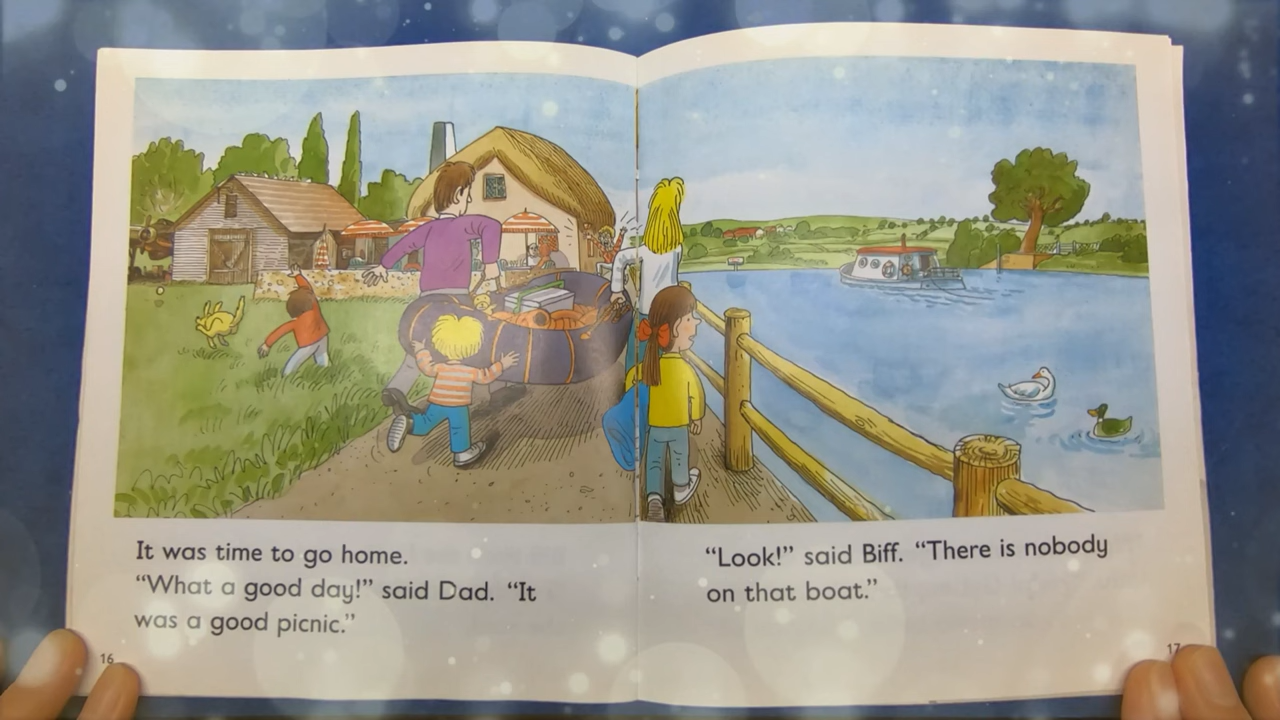 It was time to go home.
“What a good day!” said Dad. “It
was a good picnic.”
16
“Look!” said Biff. “There is nobody
on that boat.”
17